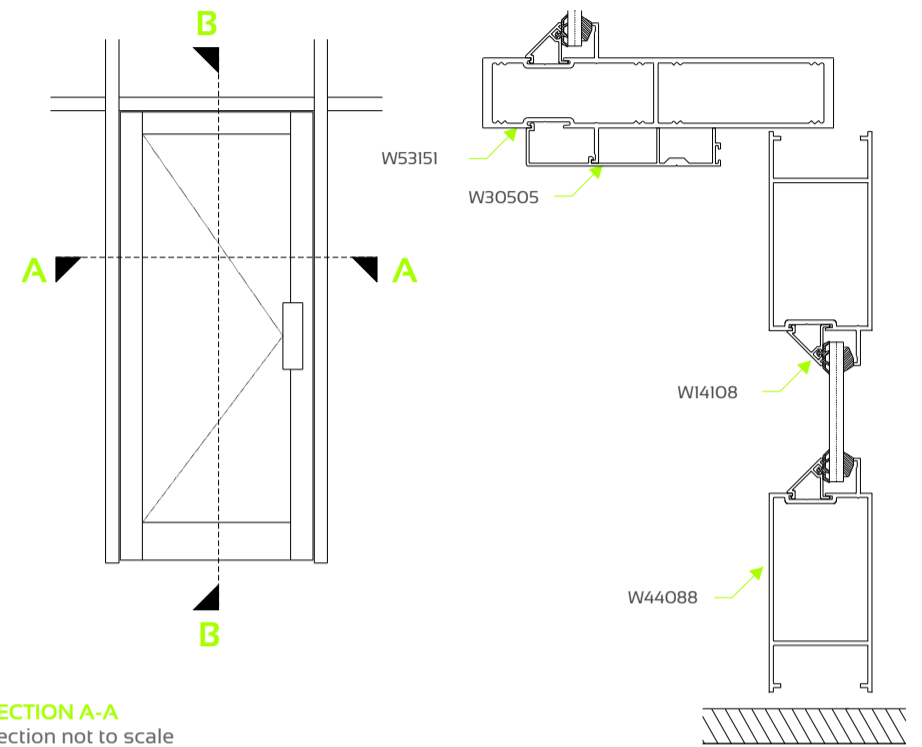 B
W53151
W30505
A
A
W14108
W44088
B
ECTION A-A
ection not to scale